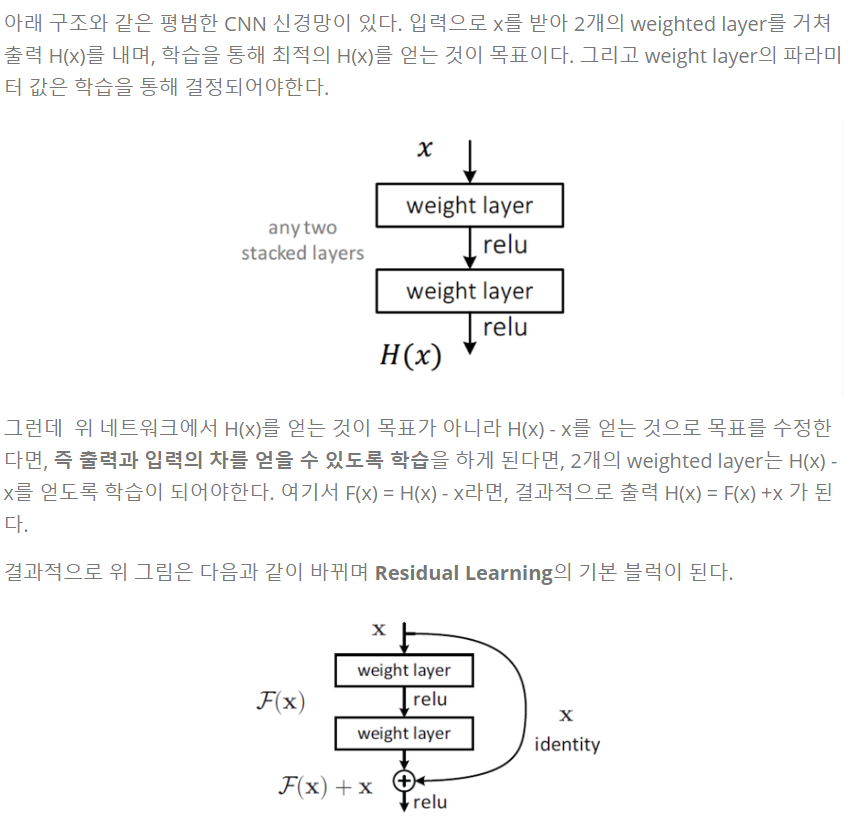 아래 구조와 같은 평범한 CNN 신경망이 있다. 입력으로 x를 받아 2개의 weighted layer를 거쳐
출력 H(x)를 내며, 학습을 통해 최적의 H(x)를 얻는 것이 목표이다. 그리고 weight layer의 파라미
터 값은 학습을 통해 결정되어야한다.
x
weight layer
any two
stacked layers
relu
weight layer
relu
H(x)
그런데 위 네트워크에서 H(x)를 얻는 것이 목표가 아니라 H(x) - x를 얻는 것으로 목표를 수정한
다면, 즉 출력과 입력의 차를 얻을 수 있도록 학습을 하게 된다면, 2개의 weighted layer는 H(x) -
x를 얻도록 학습이 되어야한다. 여기서 F(x) = H(x) - x라면, 결과적으로 출력 H(x) = F(x) +x 가 된
다.
결과적으로 위 그림은 다음과 같이 바뀌며 Residual Learning의 기본 블럭이 된다.
x
weight layer
F(x)
relu
weight layer
x
identity
F(x) + x
+
relu